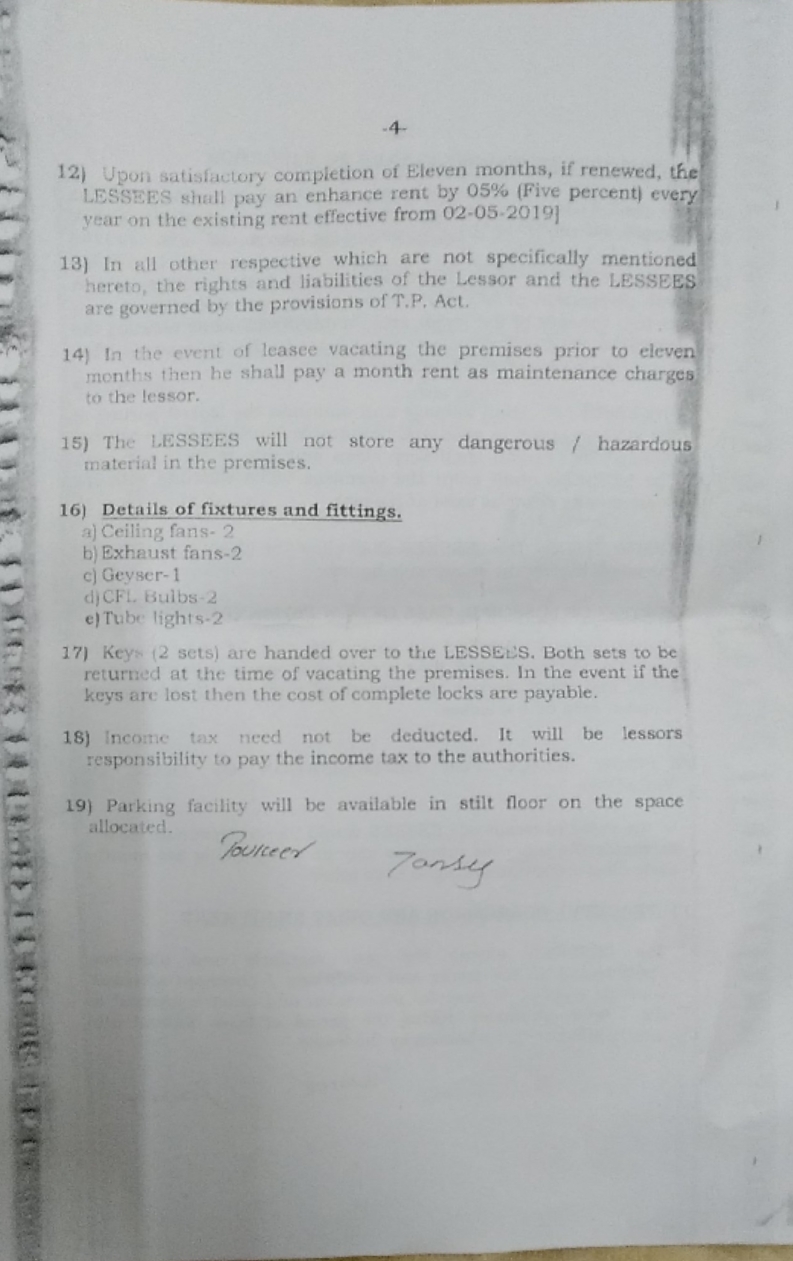 -4-
12) Upon satisfactory completion of Eleven months, if renewed, the
LESSEES shall pay an enhance rent by 05% (Five percent) every
year on the existing rent effective from 02-05-2019]
13) In all other respective which are not specifically mentioned
hereto, the rights and liabilities of the Lessor and the LESSEES
are governed by the provisions of T.P. Act.
14) In the event of leasee vacating the premises prior to eleven
months then he shall pay a month rent as maintenance charges
to the lessor.
15) The LESSEES will not store any dangerous / hazardous
material in the premises.
16) Details of fixtures and fittings.
a) Ceiling fans- 2
b) Exhaust fans-2
c) Geyser-1
d) CFL Bulbs-2
e) Tube lights-2
17) Keys (2 sets) are handed over to the LESSEES. Both sets to be
returned at the time of vacating the premises. In the event if the
keys are lost then the cost of complete locks are payable.
18) Income tax need not be deducted. It will be lessors
responsibility to pay the income tax to the authorities.
19) Parking facility will be available in stilt floor on the space
allocated.